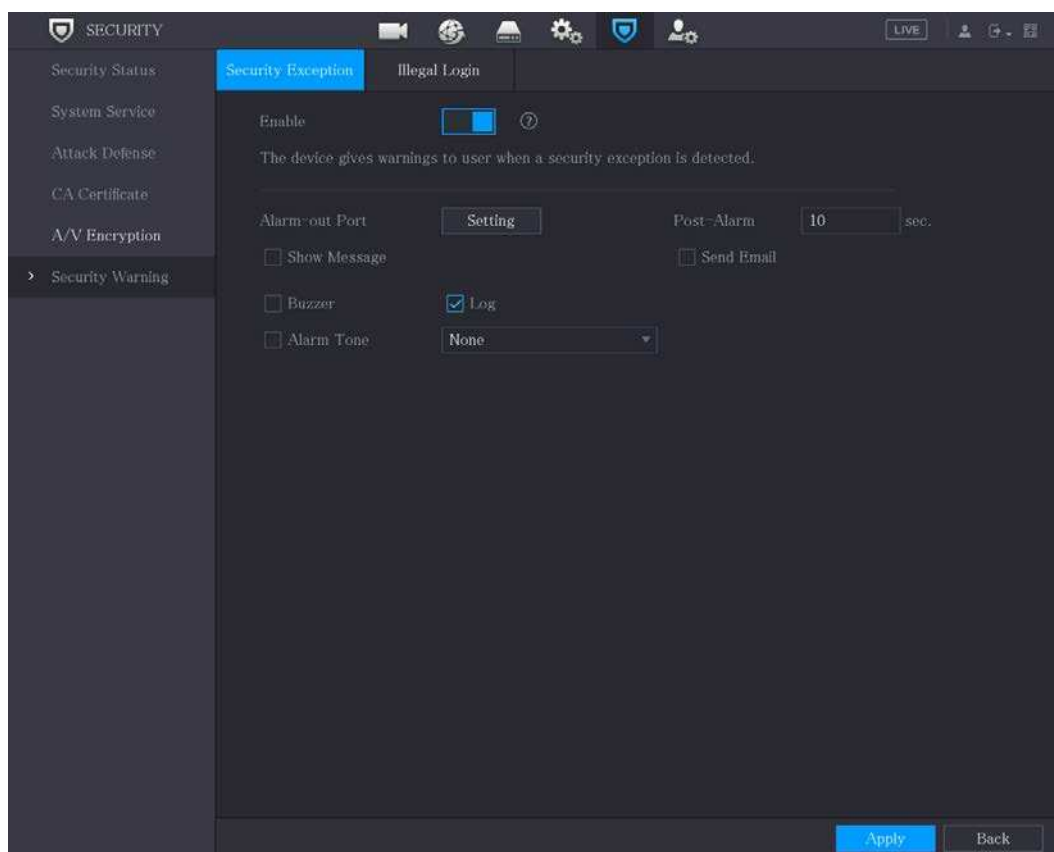 SECURITY
LIVE
Security Status
System Service
Attack Defense
CA Certificate
A/V Encryption
Security Warning
Security Exception Illegal Login
Enable ?
The device gives warnings to user when a security exception is detected.
Alarm-out Port Setting Post-Alarm 10 sec.
Show Message Send Email
Buzzer Log
Alarm Tone None
Apply Back